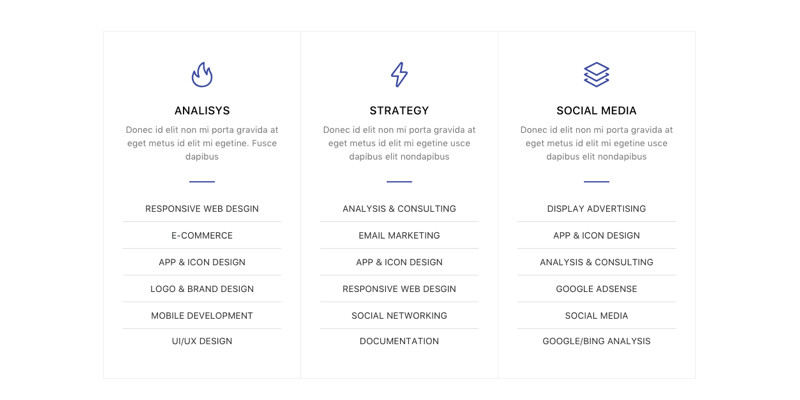 ANALISYS
Donec id elit non mi porta gravida at
eget metus id elit mi egetine. Fusce
dapibus
RESPONSIVE WEB DESGIN
E-COMMERCE
APP & ICON DESIGN
LOGO & BRAND DESIGN
MOBILE DEVELOPMENT
UI/UX DESIGN
STRATEGY
Donec id elit non mi porta gravida at
eget metus id elit mi egetine usce
dapibus elit nondapibus
ANALYSIS & CONSULTING
EMAIL MARKETING
APP & ICON DESIGN
RESPONSIVE WEB DESGIN
SOCIAL NETWORKING
DOCUMENTATION
SOCIAL MEDIA
Donec id elit non mi porta gravida at
eget metus id elit mi egetine usce
dapibus elit nondapibus
DISPLAY ADVERTISING
APP & ICON DESIGN
ANALYSIS & CONSULTING
GOOGLE ADSENSE
SOCIAL MEDIA
GOOGLE/BING ANALYSIS